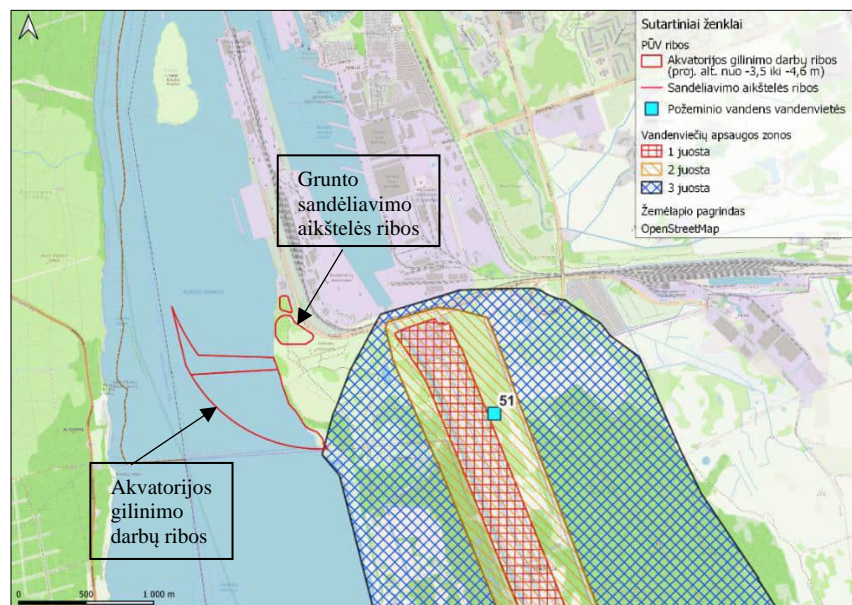 Sutartiniai ženklai
PŪV ribos
Akvatorijos gilinimo darbų ribos
(proj. alt. nuo -3,5 iki -4,6 m)
Sandėliavimo aikštelės ribos
Požeminio vandens vandenvietės
Vandenviečių apsaugos zonos
1 juosta
2 juosta
3 juosta
Žemėlapio pagrindas
OpenStreetMap
Grunto
sandėliavimo
aikštelės ribos
51
Akvatorijos
gilinimo
darbų ribos
0 500 1 000 m